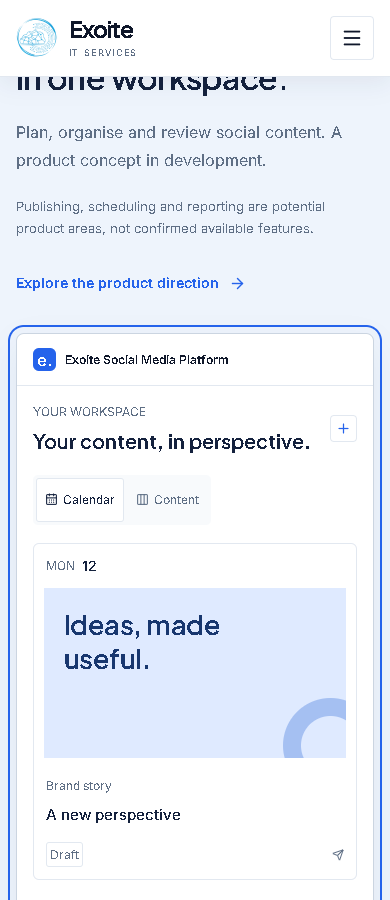 Exoite
IT SERVICES
in one workspace.
Plan, organise and review social content. A
product concept in development.
Publishing, scheduling and reporting are potential
product areas, not confirmed available features.
Explore the product direction
e. Exoite Social Media Platform
YOUR WORKSPACE
Your content, in perspective.
Calendar Content
MON 12
Ideas, made
useful.
Brand story
A new perspective
Draft